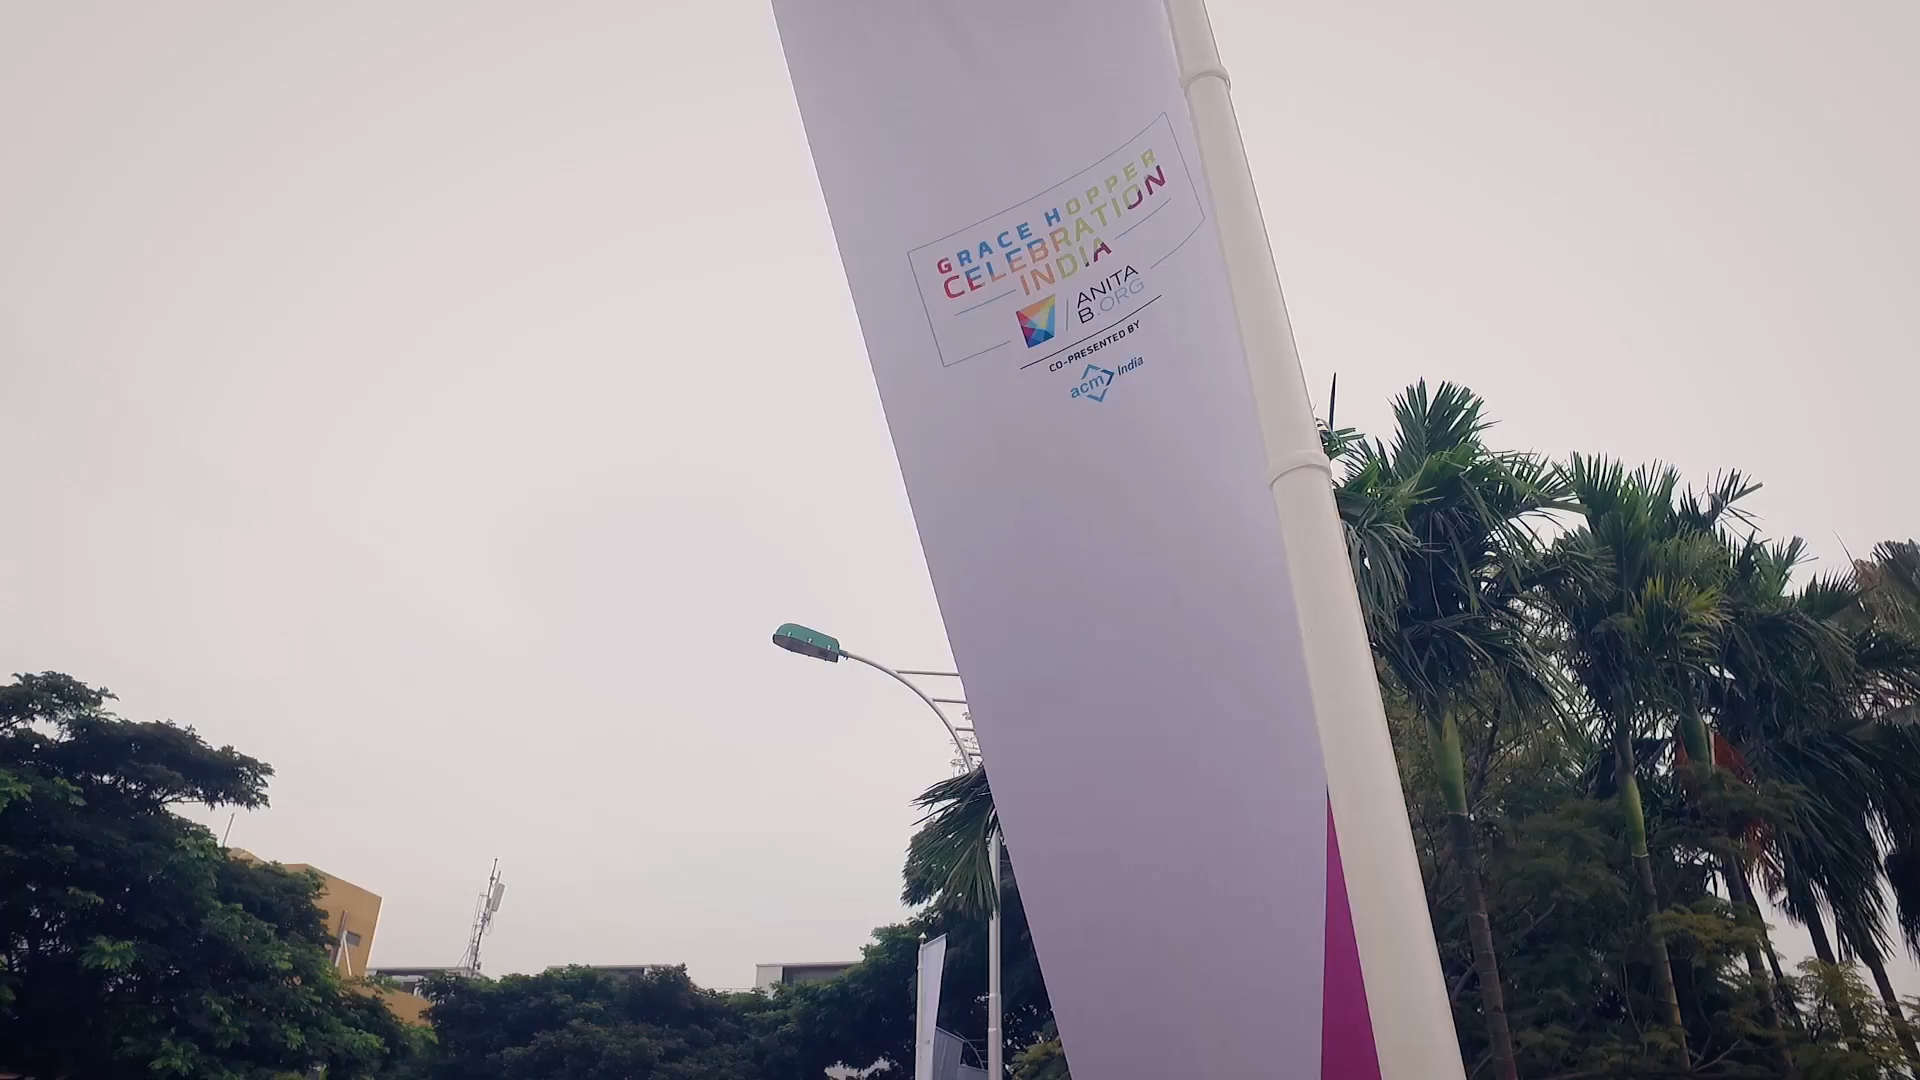 GRACE HOPPER
CELEBRATION
INDIA
ANITA
B.ORG
CO-PRESENTED BY
acm India